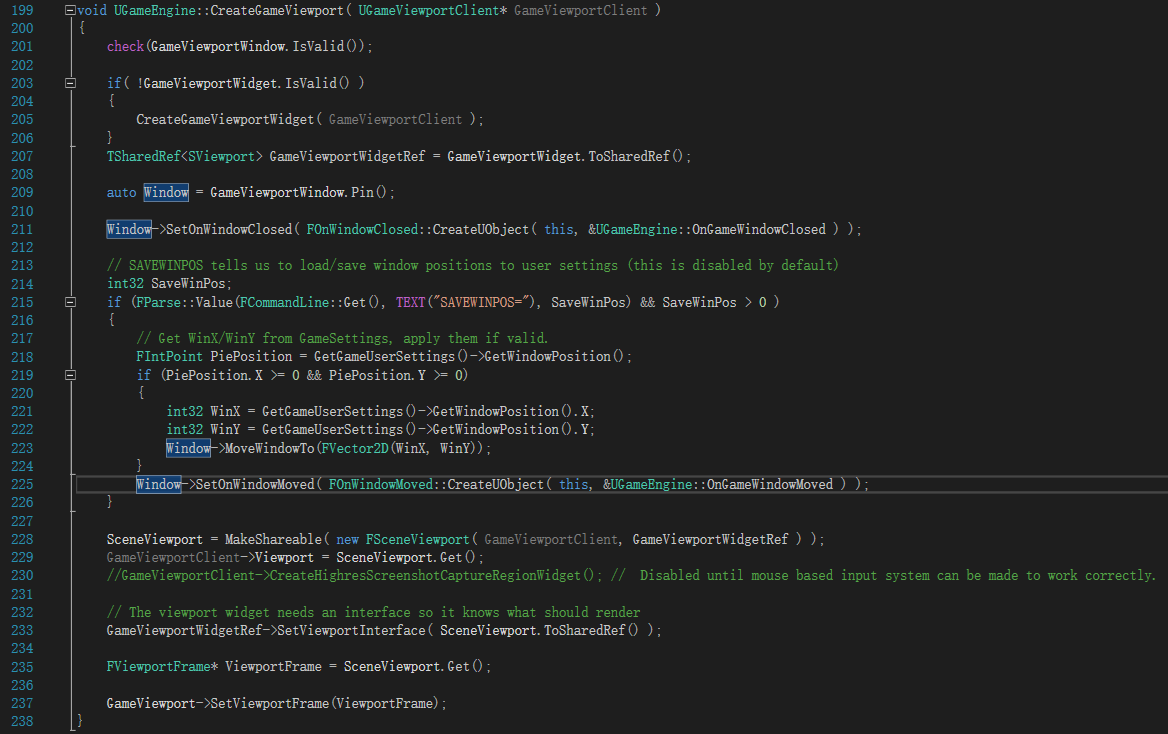 199 void UGameEngine::CreateGameViewport( UGameViewportClient* GameViewportClient )
200 {
201     check(GameViewportWindow.IsValid());
202
203     if( !GameViewportWidget.IsValid() )
204     {
205         CreateGameViewportWidget( GameViewportClient );
206     }
207     TSharedRef<SViewport> GameViewportWidgetRef = GameViewportWidget.ToSharedRef();
208
209     auto Window = GameViewportWindow.Pin();
210
211     Window->SetOnWindowClosed( FOnWindowClosed::CreateUObject( this, &UGameEngine::OnGameWindowClosed ) );
212
213     // SAVEWINPOS tells us to load/save window positions to user settings (this is disabled by default)
214     int32 SaveWinPos;
215     if (FParse::Value(FCommandLine::Get(), TEXT("SAVEWINPOS="), SaveWinPos) && SaveWinPos > 0 )
216     {
217         // Get WinX/WinY from GameSettings, apply them if valid.
218         FIntPoint PiePosition = GetGameUserSettings()->GetWindowPosition();
219         if (PiePosition.X >= 0 && PiePosition.Y >= 0)
220         {
221             int32 WinX = GetGameUserSettings()->GetWindowPosition().X;
222             int32 WinY = GetGameUserSettings()->GetWindowPosition().Y;
223             Window->MoveWindowTo(FVector2D(WinX, WinY));
224         }
225         Window->SetOnWindowMoved( FOnWindowMoved::CreateUObject( this, &UGameEngine::OnGameWindowMoved ) );
226     }
227
228     SceneViewport = MakeShareable( new FSceneViewport( GameViewportClient, GameViewportWidgetRef ) );
229     GameViewportClient->Viewport = SceneViewport.Get();
230     //GameViewportClient->CreateHighresScreenshotCaptureRegionWidget(); //  Disabled until mouse based input system can be made to work correctly.
231
232     // The viewport widget needs an interface so it knows what should render
233     GameViewportWidgetRef->SetViewportInterface( SceneViewport.ToSharedRef() );
234
235     FViewportFrame* ViewportFrame = SceneViewport.Get();
236
237     GameViewport->SetViewportFrame(ViewportFrame);
238 }